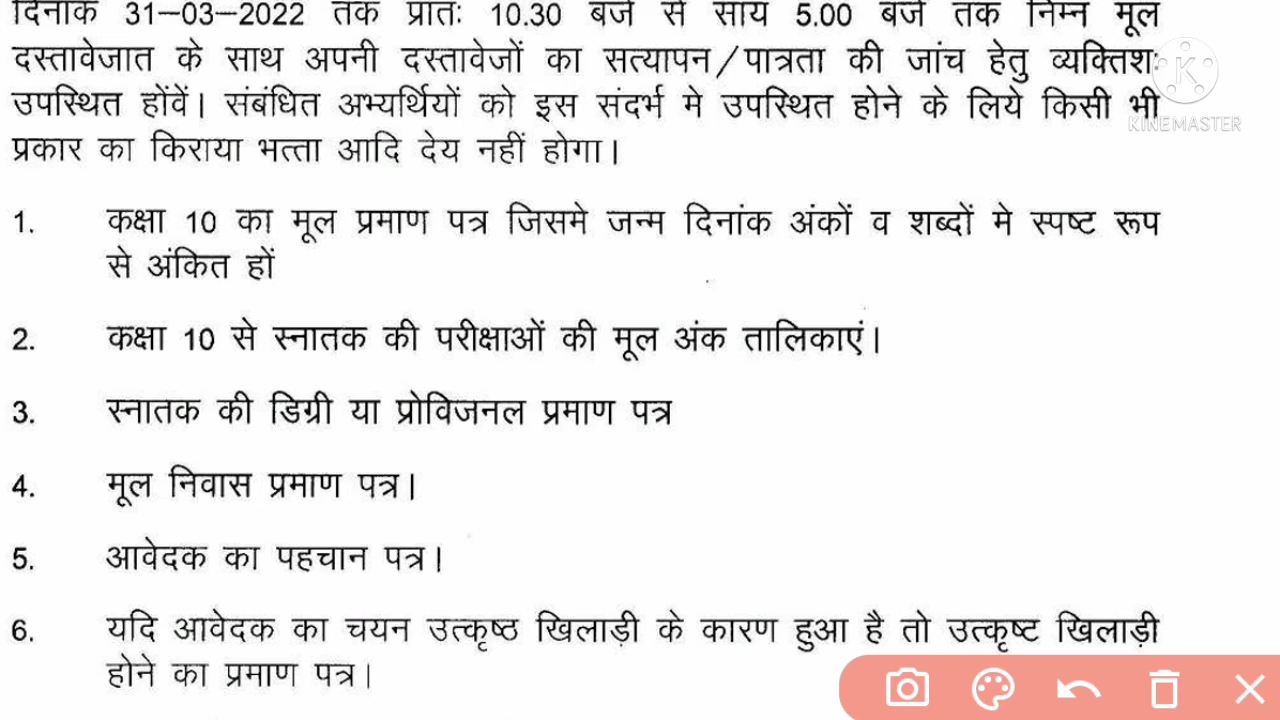 दिनांक 31–03–2022 तक प्रातः 10.30 बजे से सायं 5.00 बजे तक निम्न मूल
दस्तावेजात के साथ अपनी दस्तावेजों का सत्यापन/पात्रता की जांच हेतु व्यक्तिशः
उपस्थित होंवें। संबंधित अभ्यर्थियों को इस संदर्भ मे उपस्थित होने के लिये किसी भी
प्रकार का किराया भत्ता आदि देय नहीं होगा।
1. कक्षा 10 का मूल प्रमाण पत्र जिसमे जन्म दिनांक अंकों व शब्दों मे स्पष्ट रूप
से अंकित हों
2. कक्षा 10 से स्नातक की परीक्षाओं की मूल अंक तालिकाएं।
3. स्नातक की डिग्री या प्रोविजनल प्रमाण पत्र
4. मूल निवास प्रमाण पत्र।
5. आवेदक का पहचान पत्र।
6. यदि आवेदक का चयन उत्कृष्ठ खिलाड़ी के कारण हुआ है तो उत्कृष्ट खिलाड़ी
होने का प्रमाण पत्र।
K
KINEMASTER